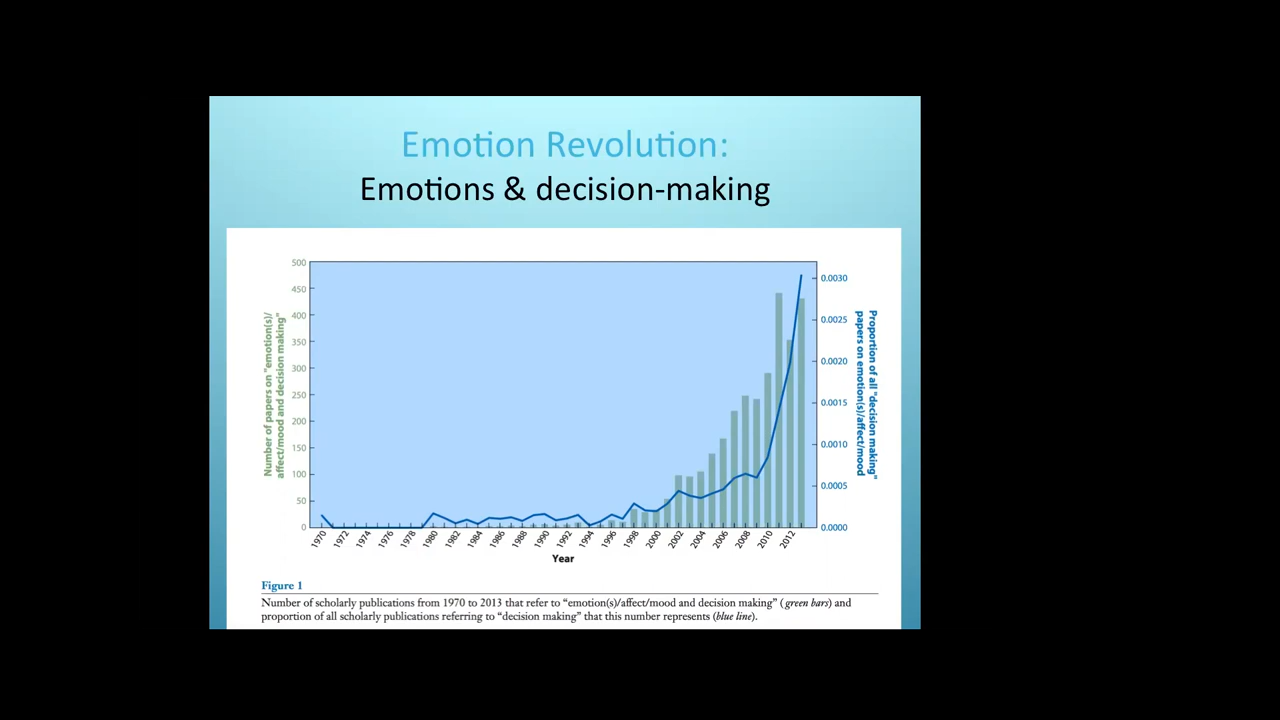 Emotion Revolution:
Emotions & decision-making
Number of papers on "emotion(s)/
affect/mood and decision making"
500
450
400
350
300
250
200
150
100
50
0
0.0030
0.0025
0.0020
0.0015
0.0010
0.0005
0.0000
Proportion of all "decision making"
papers on emotion(s)/affect/mood
1970 1972 1974 1976 1978 1980 1982 1984 1986 1988 1990 1992 1994 1996 1998 2000 2002 2004 2006 2008 2010 2012
Year
Figure 1
Number of scholarly publications from 1970 to 2013 that refer to “emotion(s)/affect/mood and decision making” (green bars) and
proportion of all scholarly publications referring to “decision making” that this number represents (blue line).